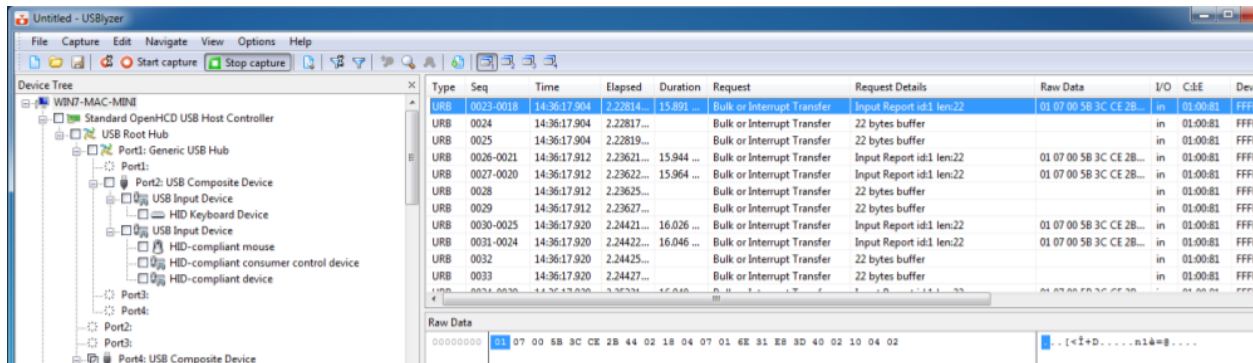 Untitled - USBlyzer
File Capture Edit Navigate View Options Help
Start capture Stop capture
Device Tree
WIN7-MAC-MINI
Standard OpenHCD USB Host Controller
USB Root Hub
Port1: Generic USB Hub
Port1:
Port2: USB Composite Device
USB Input Device
HID Keyboard Device
USB Input Device
HID-compliant mouse
HID-compliant consumer control device
HID-compliant device
Port3:
Port4:
Port2:
Port3:
Port4: USB Composite Device
Type Seq Time Elapsed Duration Request Request Details Raw Data I/O C:I:E Dev
URB 0023-0018 14:36:17.904 2.22814... 15.891 ... Bulk or Interrupt Transfer Input Report id:1 len:22 01 07 00 5B 3C CE 2B... in 01:00:81 FFF
URB 0024 14:36:17.904 2.22817... Bulk or Interrupt Transfer 22 bytes buffer in 01:00:81 FFF
URB 0025 14:36:17.904 2.22819... Bulk or Interrupt Transfer 22 bytes buffer in 01:00:81 FFF
URB 0026-0021 14:36:17.912 2.23621... 15.944 ... Bulk or Interrupt Transfer Input Report id:1 len:22 01 07 00 5B 3C CE 2B... in 01:00:81 FFF
URB 0027-0020 14:36:17.912 2.23622... 15.964 ... Bulk or Interrupt Transfer Input Report id:1 len:22 01 07 00 5B 3C CE 2B... in 01:00:81 FFF
URB 0028 14:36:17.912 2.23625... Bulk or Interrupt Transfer 22 bytes buffer in 01:00:81 FFF
URB 0029 14:36:17.912 2.23627... Bulk or Interrupt Transfer 22 bytes buffer in 01:00:81 FFF
URB 0030-0025 14:36:17.920 2.24421... 16.026 ... Bulk or Interrupt Transfer Input Report id:1 len:22 01 07 00 5B 3C CE 2B... in 01:00:81 FFF
URB 0031-0024 14:36:17.920 2.24422... 16.046 ... Bulk or Interrupt Transfer Input Report id:1 len:22 01 07 00 5B 3C CE 2B... in 01:00:81 FFF
URB 0032 14:36:17.920 2.24425... Bulk or Interrupt Transfer 22 bytes buffer in 01:00:81 FFF
URB 0033 14:36:17.920 2.24427... Bulk or Interrupt Transfer 22 bytes buffer in 01:00:81 FFF
Raw Data
00000000 01 07 00 5B 3C CE 2B 44 02 18 04 07 01 6E 31 E8 3D 40 02 10 04 02 ...[<Î+D.....n1è=@....